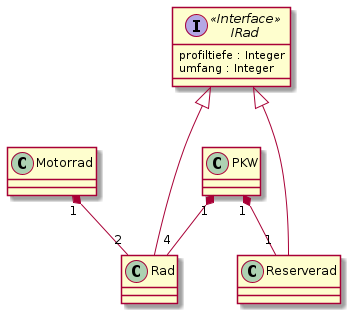 I
«Interface»
IRad
profiltiefe : Integer
umfang : Integer
C Motorrad
C PKW
1
1
1
2
4
1
C Rad
C Reserverad